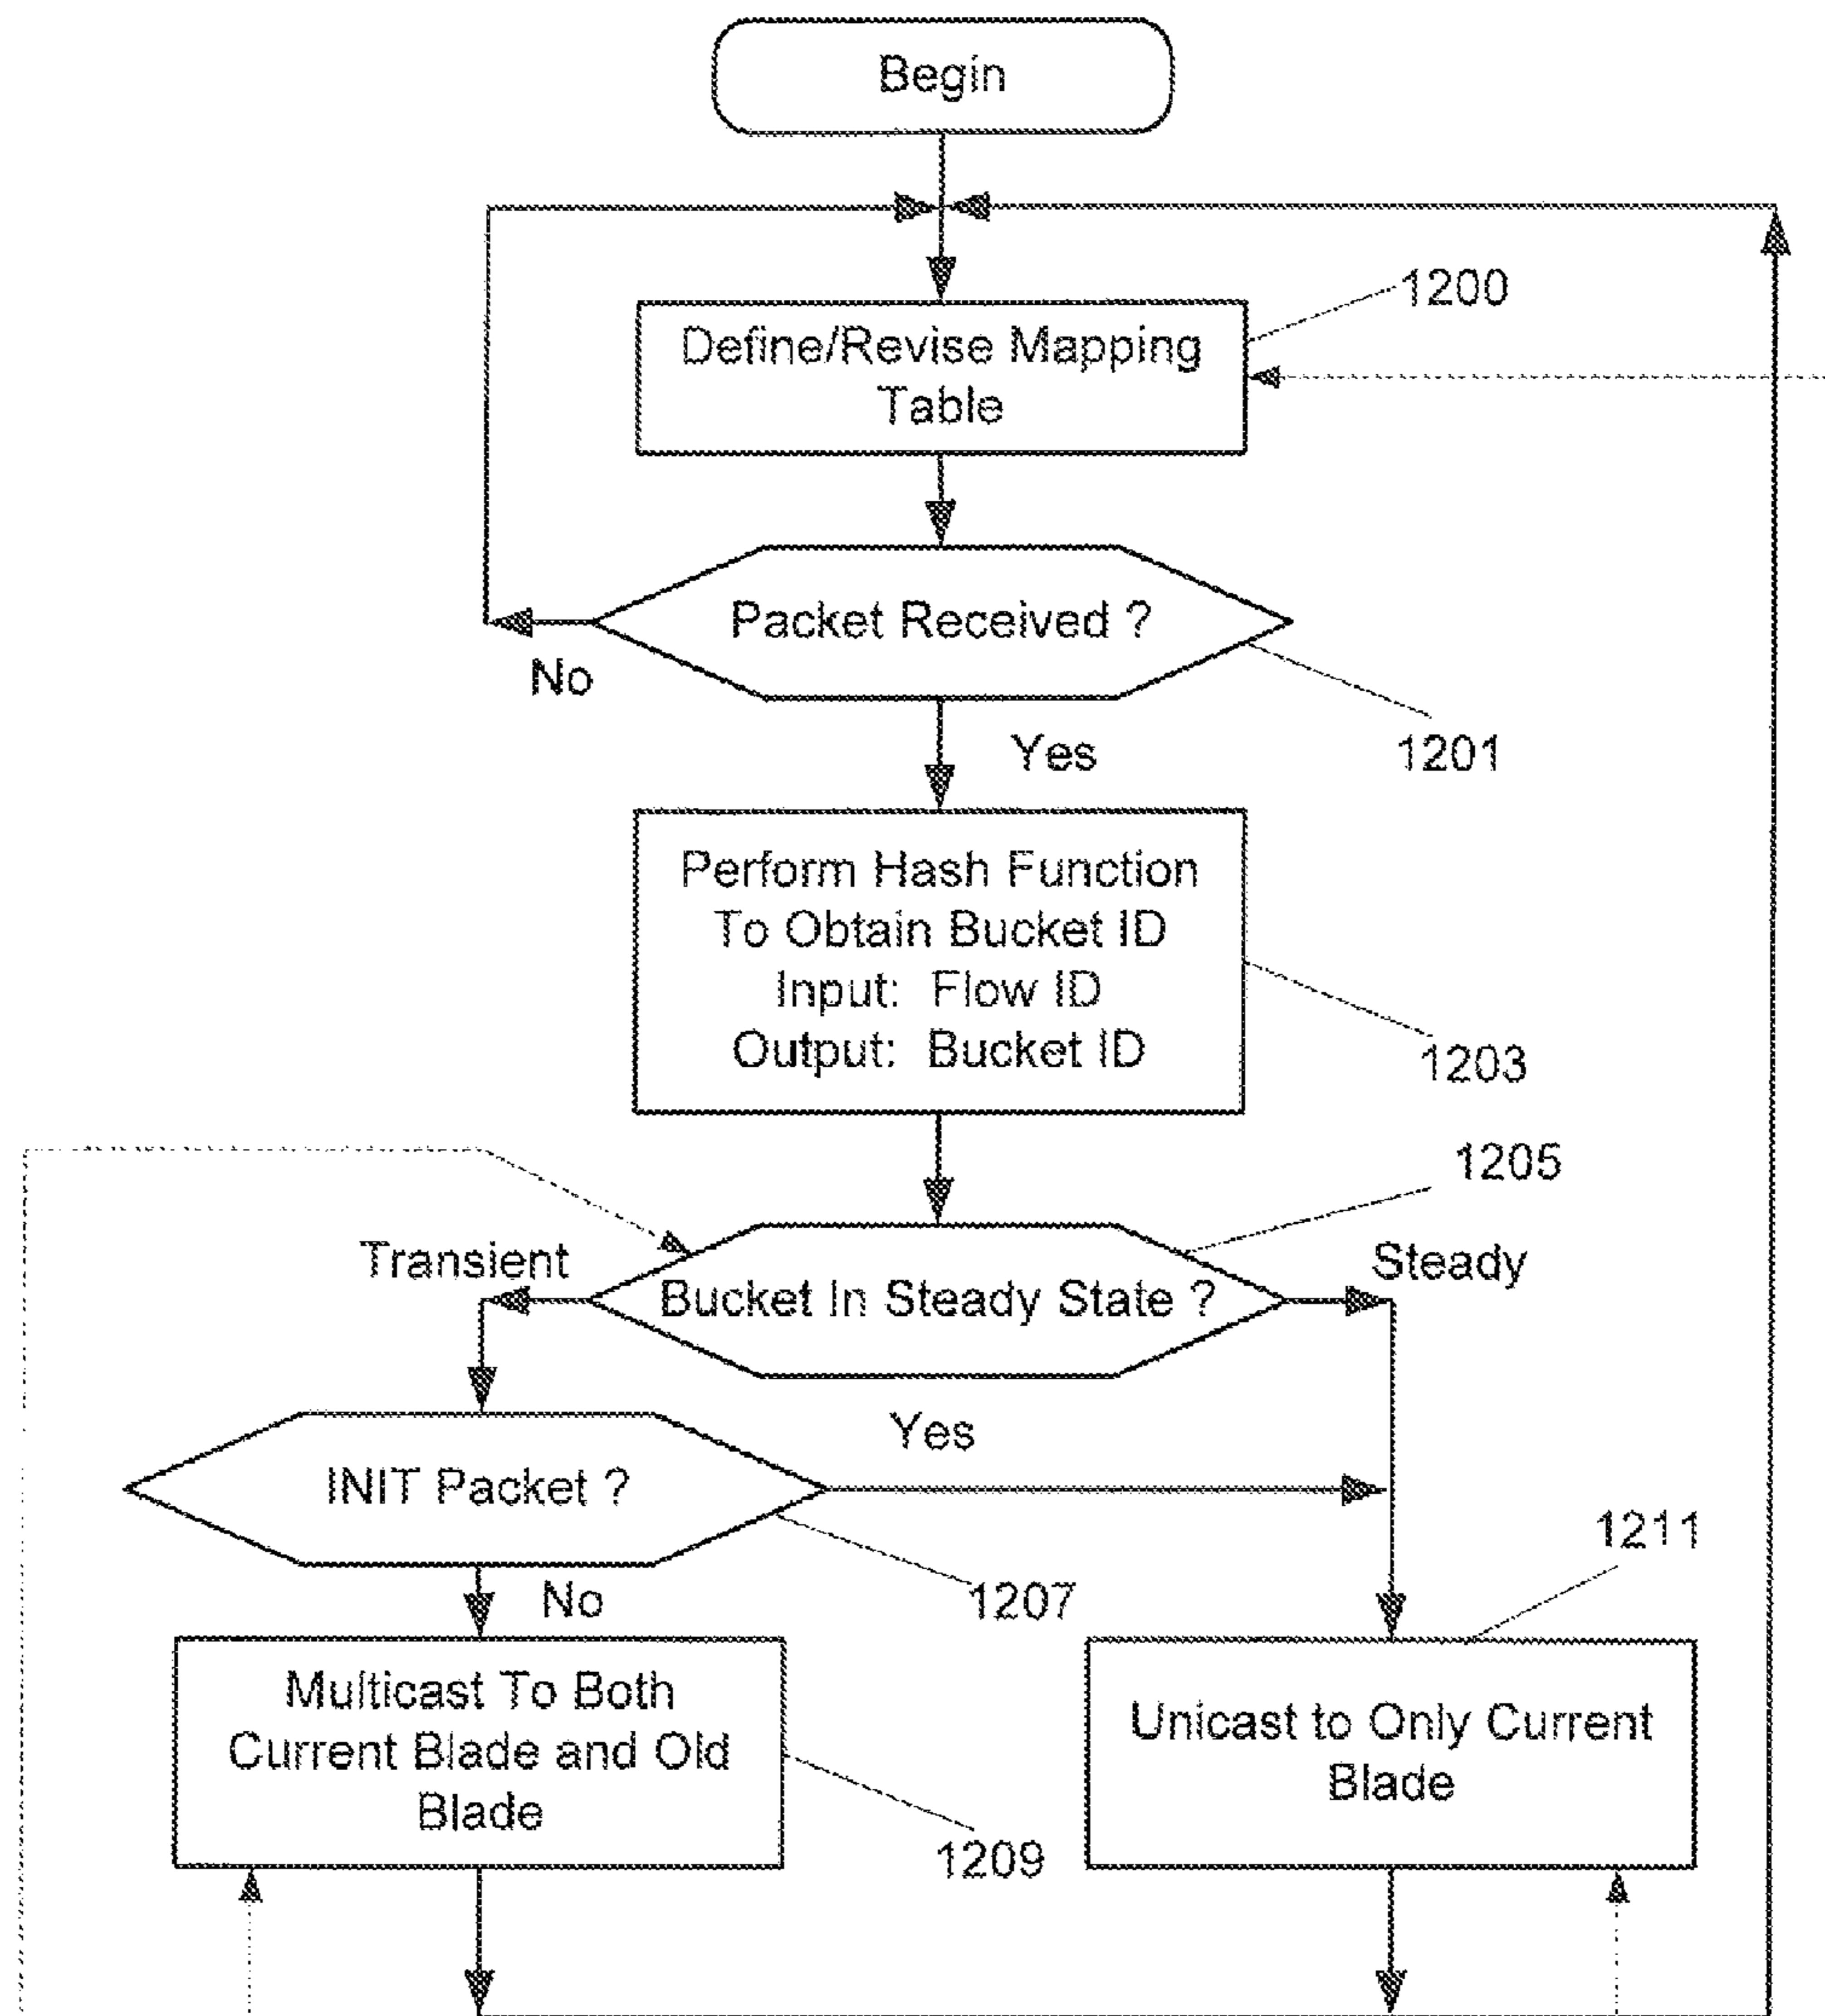 Begin
1200
Define/Revise Mapping
Table
Packet Received ?
No
Yes
1201
Perform Hash Function
To Obtain Bucket ID
Input: Flow ID
Output: Bucket ID
1203
1205
Transient
Steady
Bucket In Steady State ?
Yes
INIT Packet ?
1211
No
1207
Multicast To Both
Current Blade and Old
Blade
Unicast to Only Current
Blade
1209